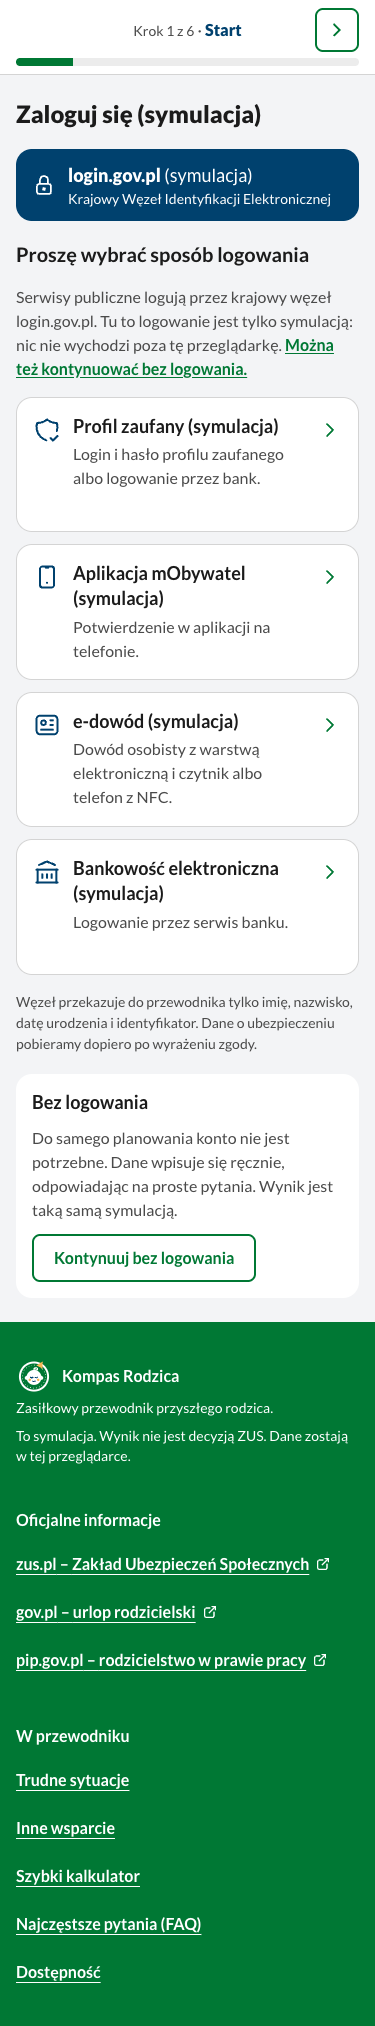 Krok 1 z 6 · Start
Zaloguj się (symulacja)
login.gov.pl (symulacja)
Krajowy Węzeł Identyfikacji Elektronicznej
Proszę wybrać sposób logowania
Serwisy publiczne logują przez krajowy węzeł
login.gov.pl. Tu to logowanie jest tylko symulacją:
nic nie wychodzi poza tę przeglądarkę. Można
też kontynuować bez logowania.
Profil zaufany (symulacja)
Login i hasło profilu zaufanego
albo logowanie przez bank.
Aplikacja mObywatel
(symulacja)
Potwierdzenie w aplikacji na
telefonie.
e-dowód (symulacja)
Dowód osobisty z warstwą
elektroniczną i czytnik albo
telefon z NFC.
Bankowość elektroniczna
(symulacja)
Logowanie przez serwis banku.
Węzeł przekazuje do przewodnika tylko imię, nazwisko,
datę urodzenia i identyfikator. Dane o ubezpieczeniu
pobieramy dopiero po wyrażeniu zgody.
Bez logowania
Do samego planowania konto nie jest
potrzebne. Dane wpisuje się ręcznie,
odpowiadając na proste pytania. Wynik jest
taką samą symulacją.
Kontynuuj bez logowania
Kompas Rodzica
Zasiłkowy przewodnik przyszłego rodzica.
To symulacja. Wynik nie jest decyzją ZUS. Dane zostają
w tej przeglądarce.
Oficjalne informacje
zus.pl – Zakład Ubezpieczeń Społecznych
gov.pl – urlop rodzicielski
pip.gov.pl – rodzicielstwo w prawie pracy
W przewodniku
Trudne sytuacje
Inne wsparcie
Szybki kalkulator
Najczęstsze pytania (FAQ)
Dostępność